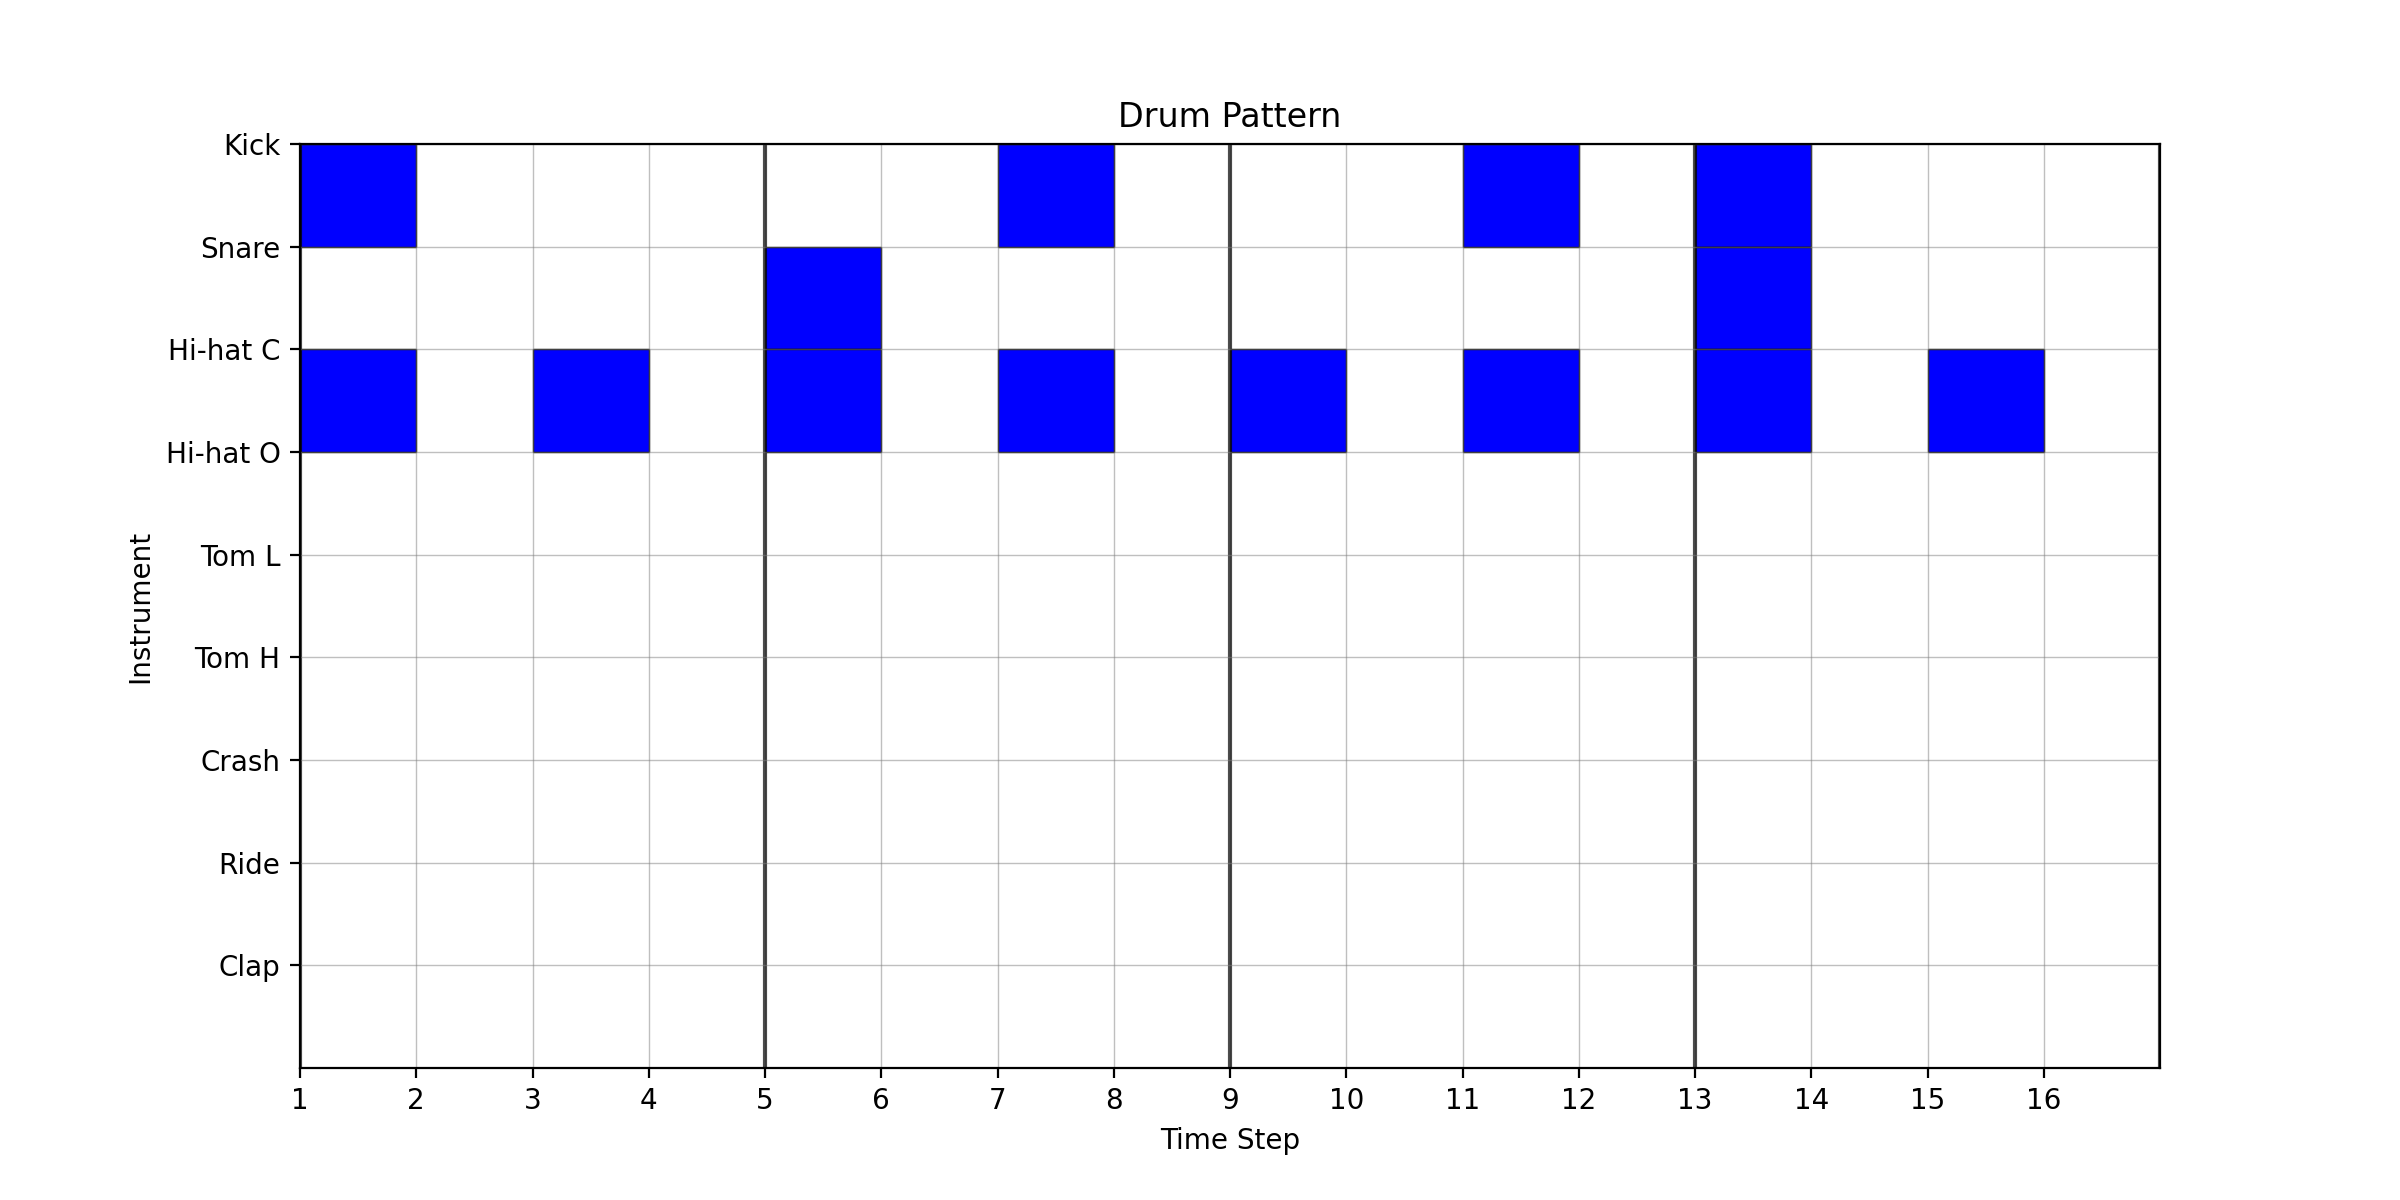 Drum Pattern
Kick
Snare
Hi-hat C
Hi-hat O
Tom L
Tom H
Crash
Ride
Clap
Instrument
1 2 3 4 5 6 7 8 9 10 11 12 13 14 15 16
Time Step